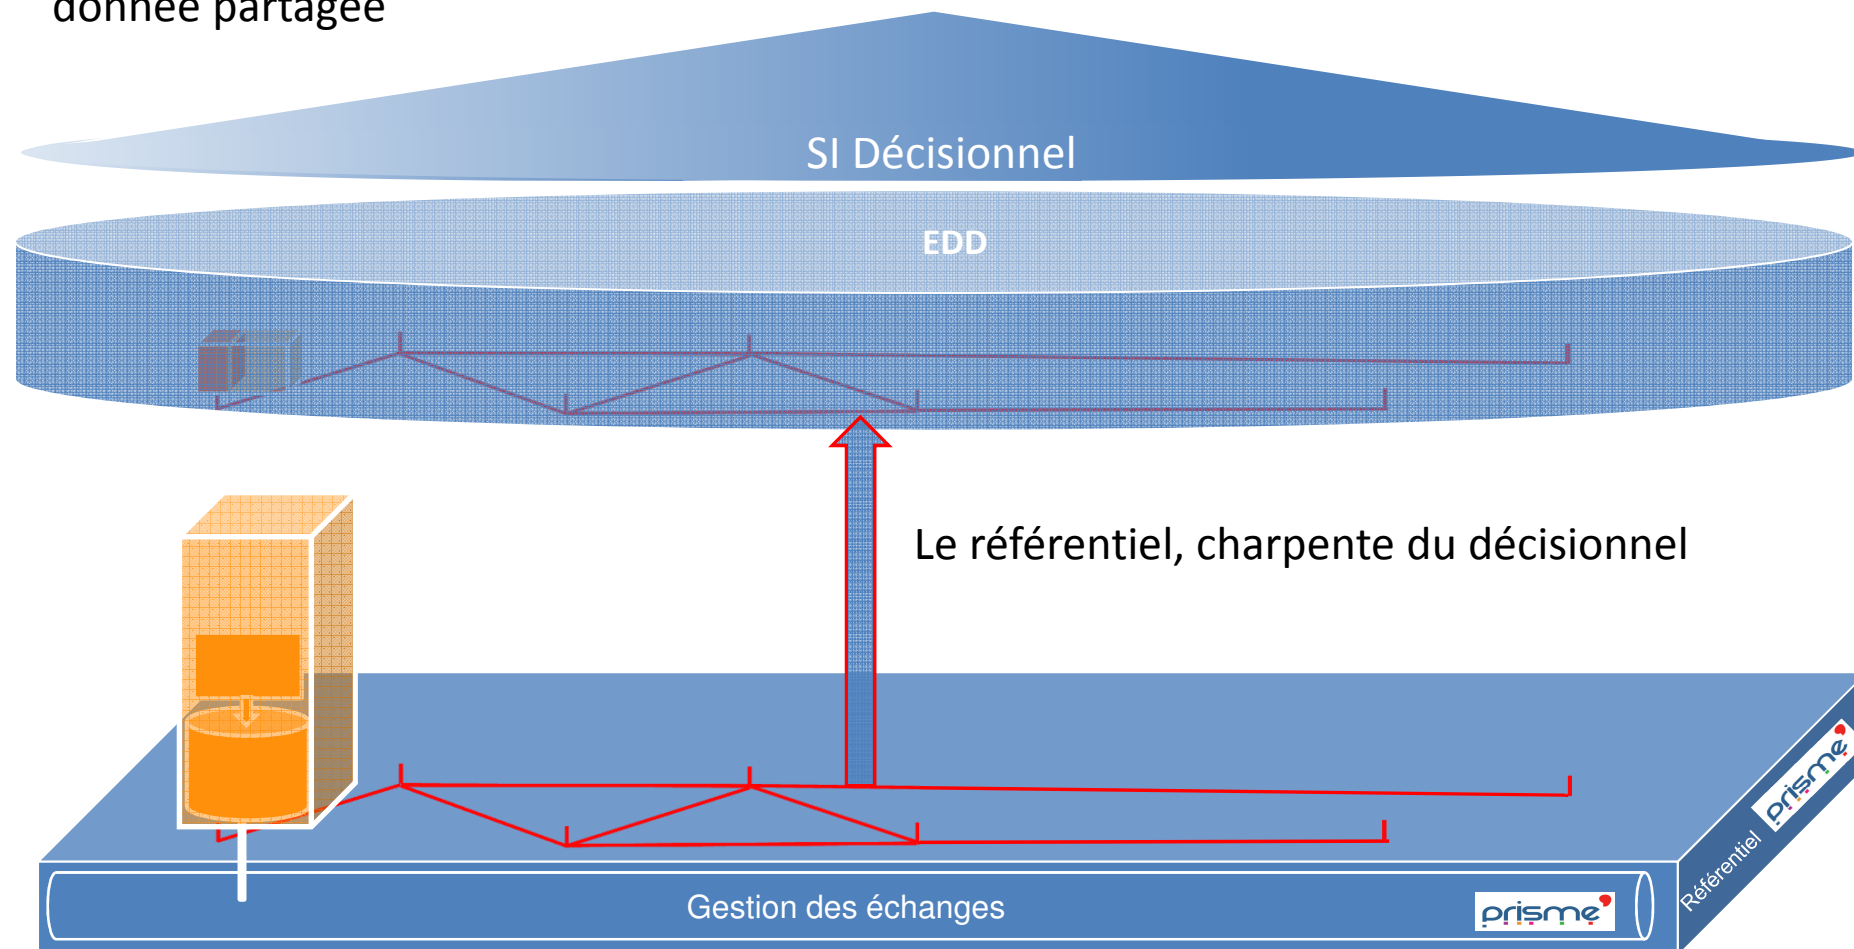 donnée partagée
SI Décisionnel
EDD
Le référentiel, charpente du décisionnel
prisme
Référentiel
Gestion des échanges
prisme